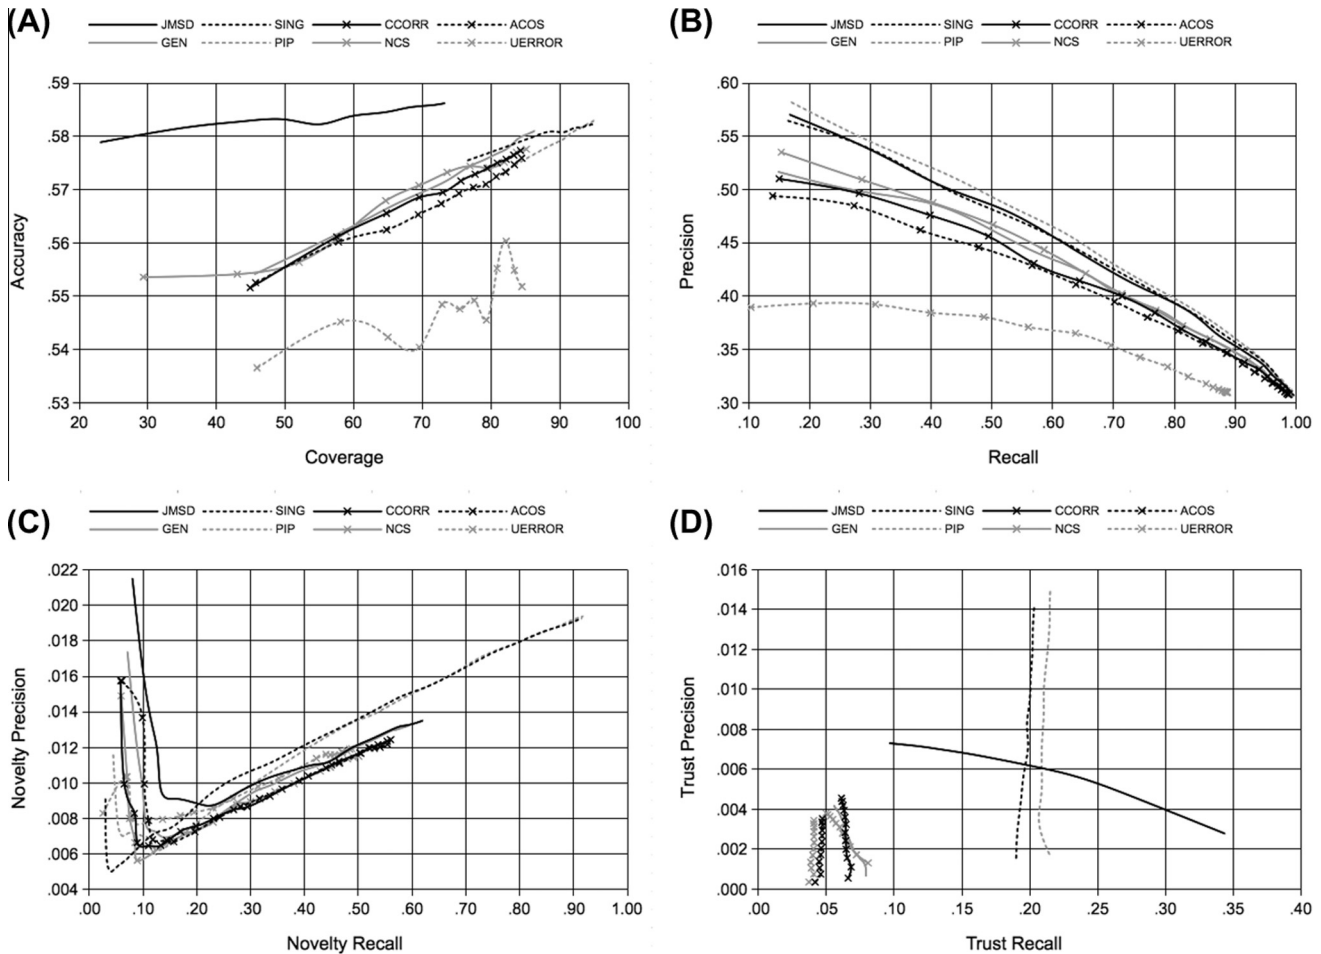 (A)
JMSD SING CCORR ACOS
GEN PIP NCS UERROR
.59
.58
.57
.56
.55
.54
.53
Accuracy
20 30 40 50 60 70 80 90 100
Coverage
(B)
JMSD SING CCORR ACOS
GEN PIP NCS UERROR
.60
.55
.50
.45
.40
.35
.30
Precision
.10 .20 .30 .40 .50 .60 .70 .80 .90 1.00
Recall
(C)
JMSD SING CCORR ACOS
GEN PIP NCS UERROR
.022
.020
.018
.016
.014
.012
.010
.008
.006
.004
Novelty Precision
.00 .10 .20 .30 .40 .50 .60 .70 .80 .90 1.00
Novelty Recall
(D)
JMSD SING CCORR ACOS
GEN PIP NCS UERROR
.016
.014
.012
.010
.008
.006
.004
.002
.000
Trust Precision
.00 .05 .10 .15 .20 .25 .30 .35 .40
Trust Recall